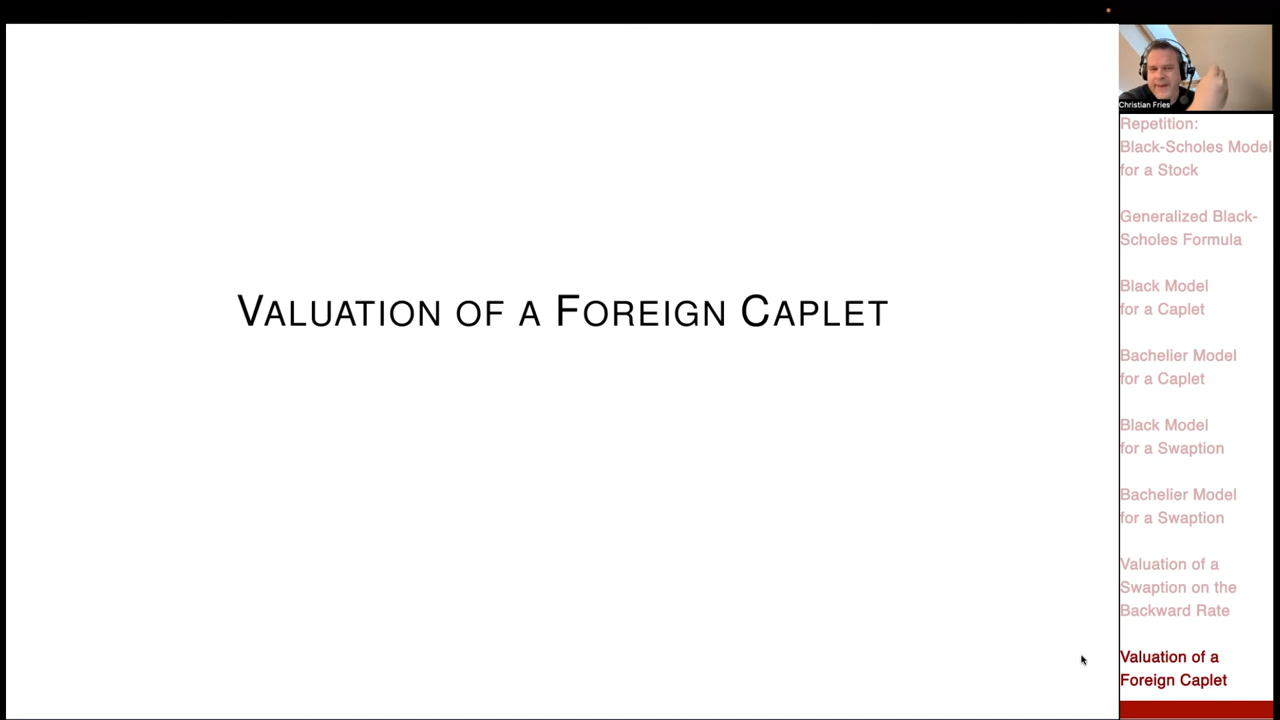 VALUATION OF A FOREIGN CAPLET
Christian Fries
Repetition:
Black-Scholes Model
for a Stock
Generalized Black-
Scholes Formula
Black Model
for a Caplet
Bachelier Model
for a Caplet
Black Model
for a Swaption
Bachelier Model
for a Swaption
Valuation of a
Swaption on the
Backward Rate
Valuation of a
Foreign Caplet